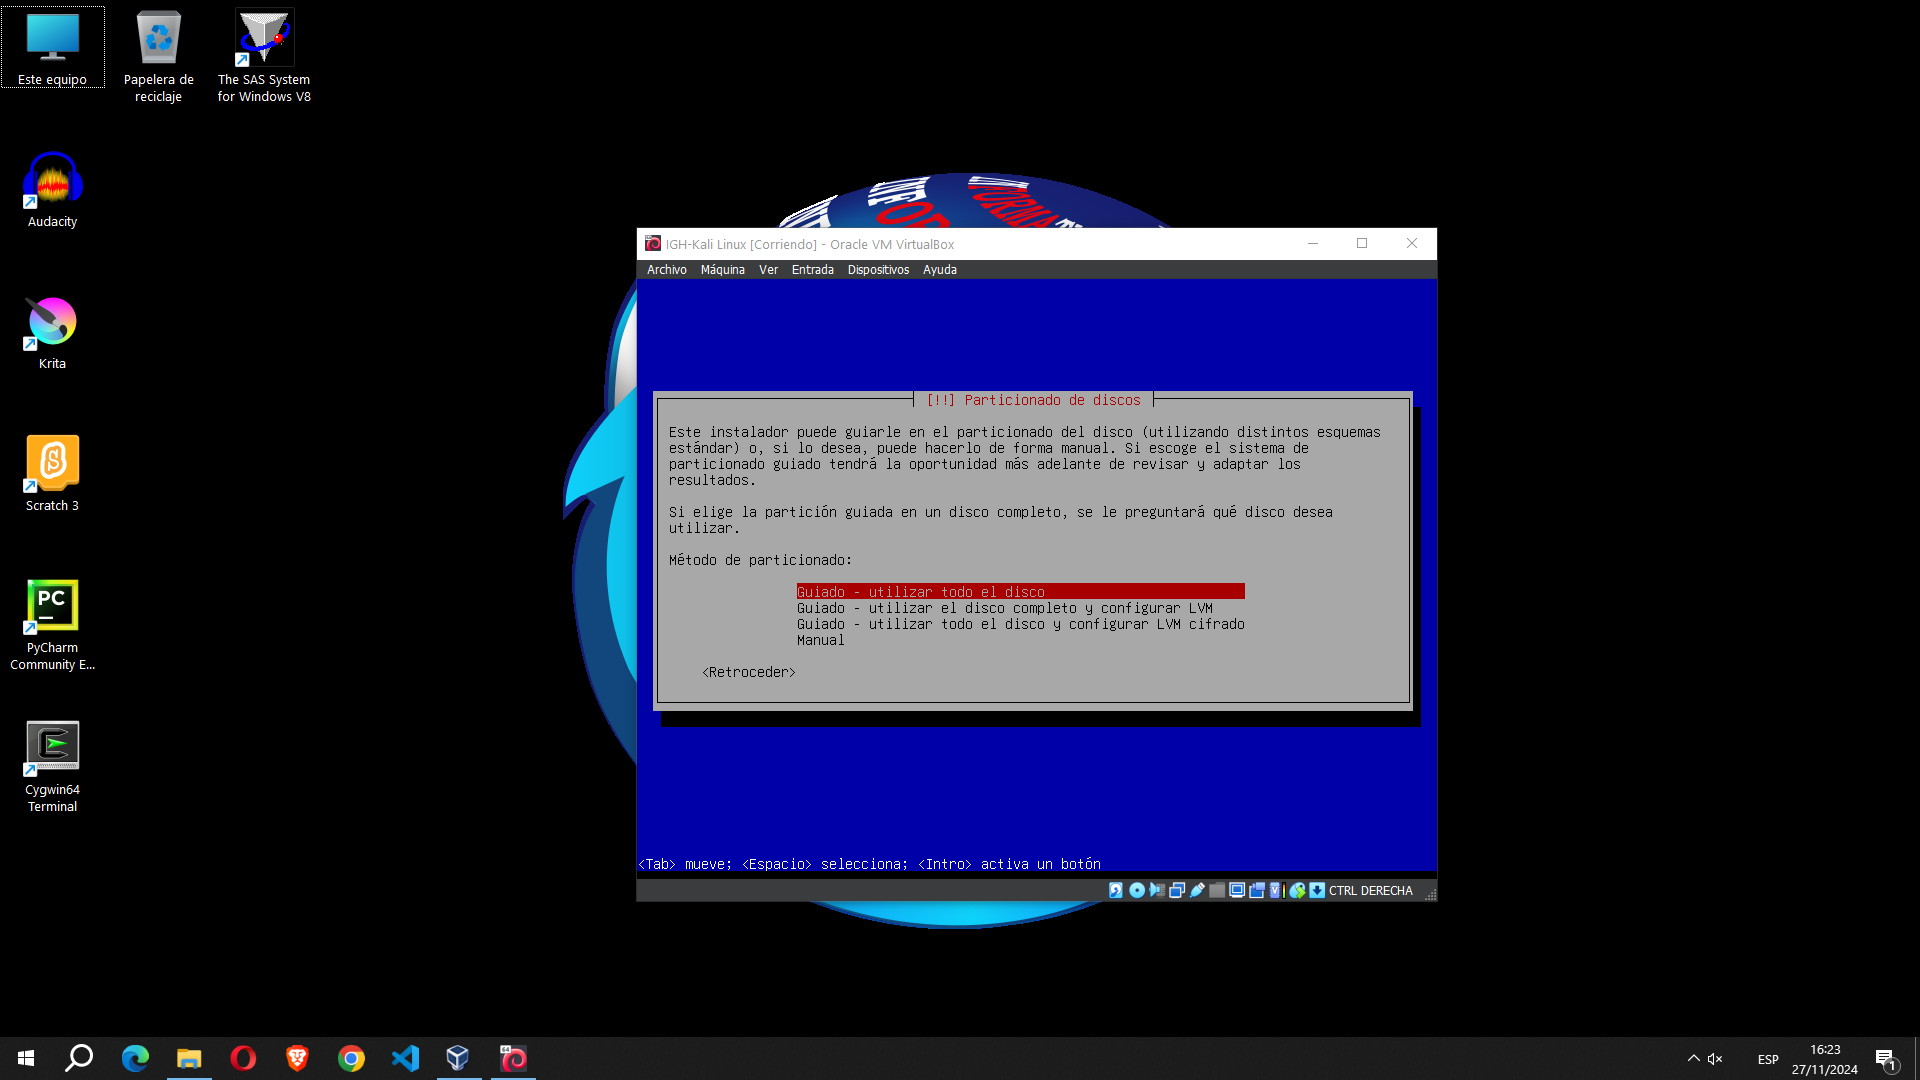 Este equipo
Papelera de
reciclaje
The SAS System
for Windows V8
Audacity
Krita
Scratch 3
PC
PyCharm
Community E...
Cygwin64
Terminal
IGH-Kali Linux [Corriendo] - Oracle VM VirtualBox
Archivo Máquina Ver Entrada Dispositivos Ayuda
[!!] Particionado de discos
Este instalador puede guiarle en el particionado del disco (utilizando distintos esquemas
estándar) o, si lo desea, puede hacerlo de forma manual. Si escoge el sistema de
particionado guiado tendrá la oportunidad más adelante de revisar y adaptar los
resultados.
Si elige la partición guiada en un disco completo, se le preguntará qué disco desea
utilizar.
Método de particionado:
Guiado - utilizar todo el disco
Guiado - utilizar el disco completo y configurar LVM
Guiado - utilizar todo el disco y configurar LVM cifrado
Manual
<Retroceder>
<Tab> mueve; <Espacio> selecciona; <Intro> activa un botón
CTRL DERECHA
ESP
16:23
27/11/2024
1